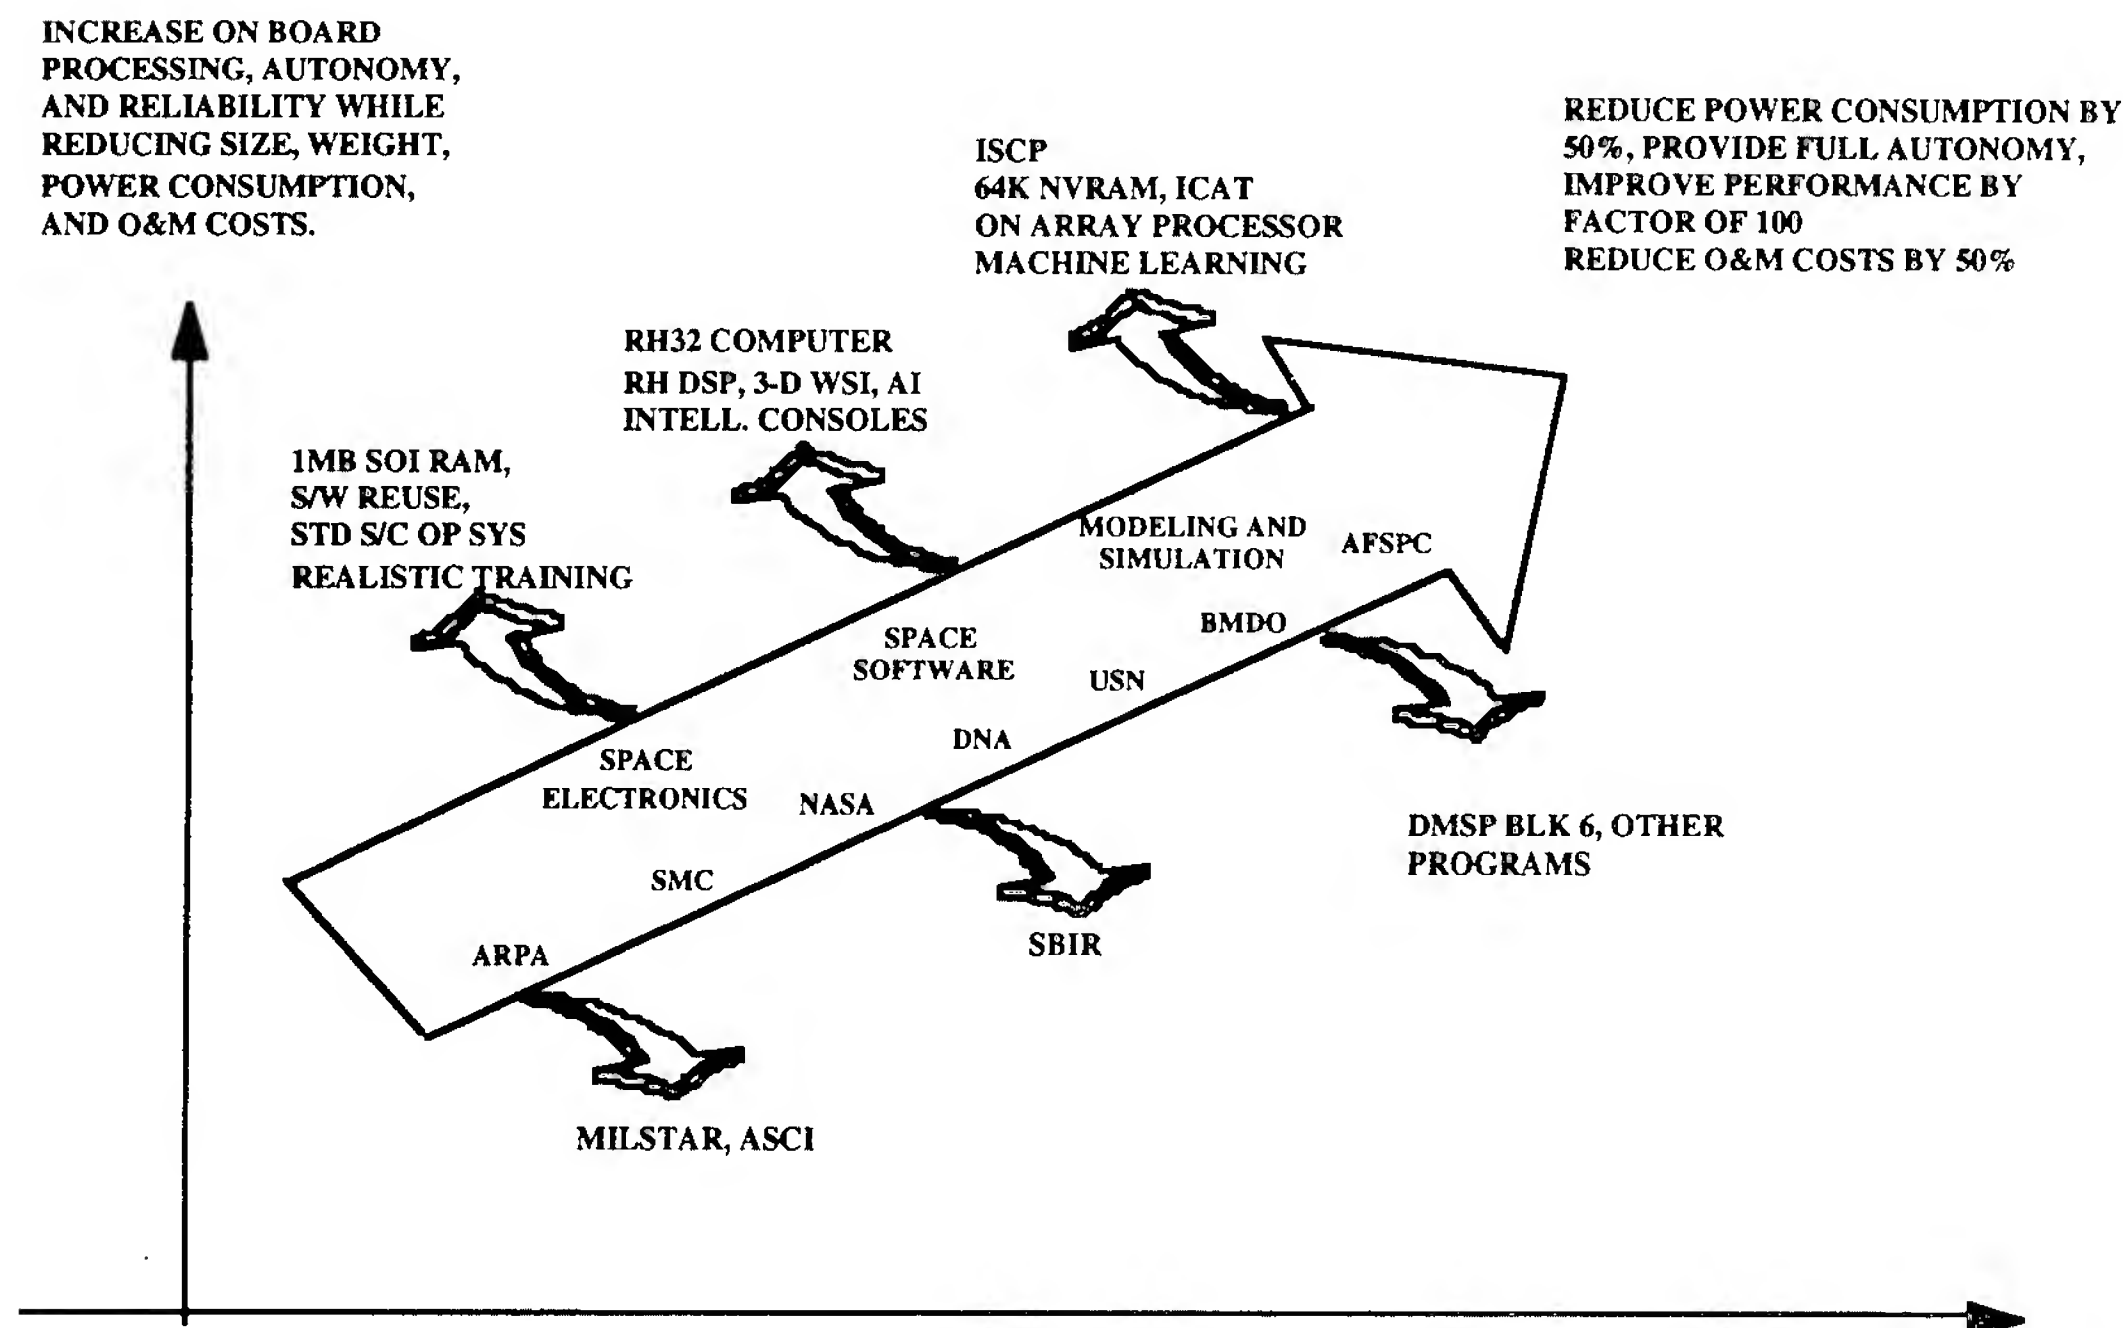 INCREASE ON BOARD
PROCESSING, AUTONOMY,
AND RELIABILITY WHILE
REDUCING SIZE, WEIGHT,
POWER CONSUMPTION,
AND O&M COSTS.
REDUCE POWER CONSUMPTION BY
50%, PROVIDE FULL AUTONOMY,
IMPROVE PERFORMANCE BY
FACTOR OF 100
REDUCE O&M COSTS BY 50%
ISCP
64K NVRAM, ICAT
ON ARRAY PROCESSOR
MACHINE LEARNING
RH32 COMPUTER
RH DSP, 3-D WSI, AI
INTELL. CONSOLES
1MB SOI RAM,
S/W REUSE,
STD S/C OP SYS
REALISTIC TRAINING
MODELING AND
SIMULATION
AFSPC
BMDO
SPACE
SOFTWARE
USN
DNA
SPACE
ELECTRONICS
NASA
SMC
ARPA
DMSP BLK 6, OTHER
PROGRAMS
SBIR
MILSTAR, ASCI